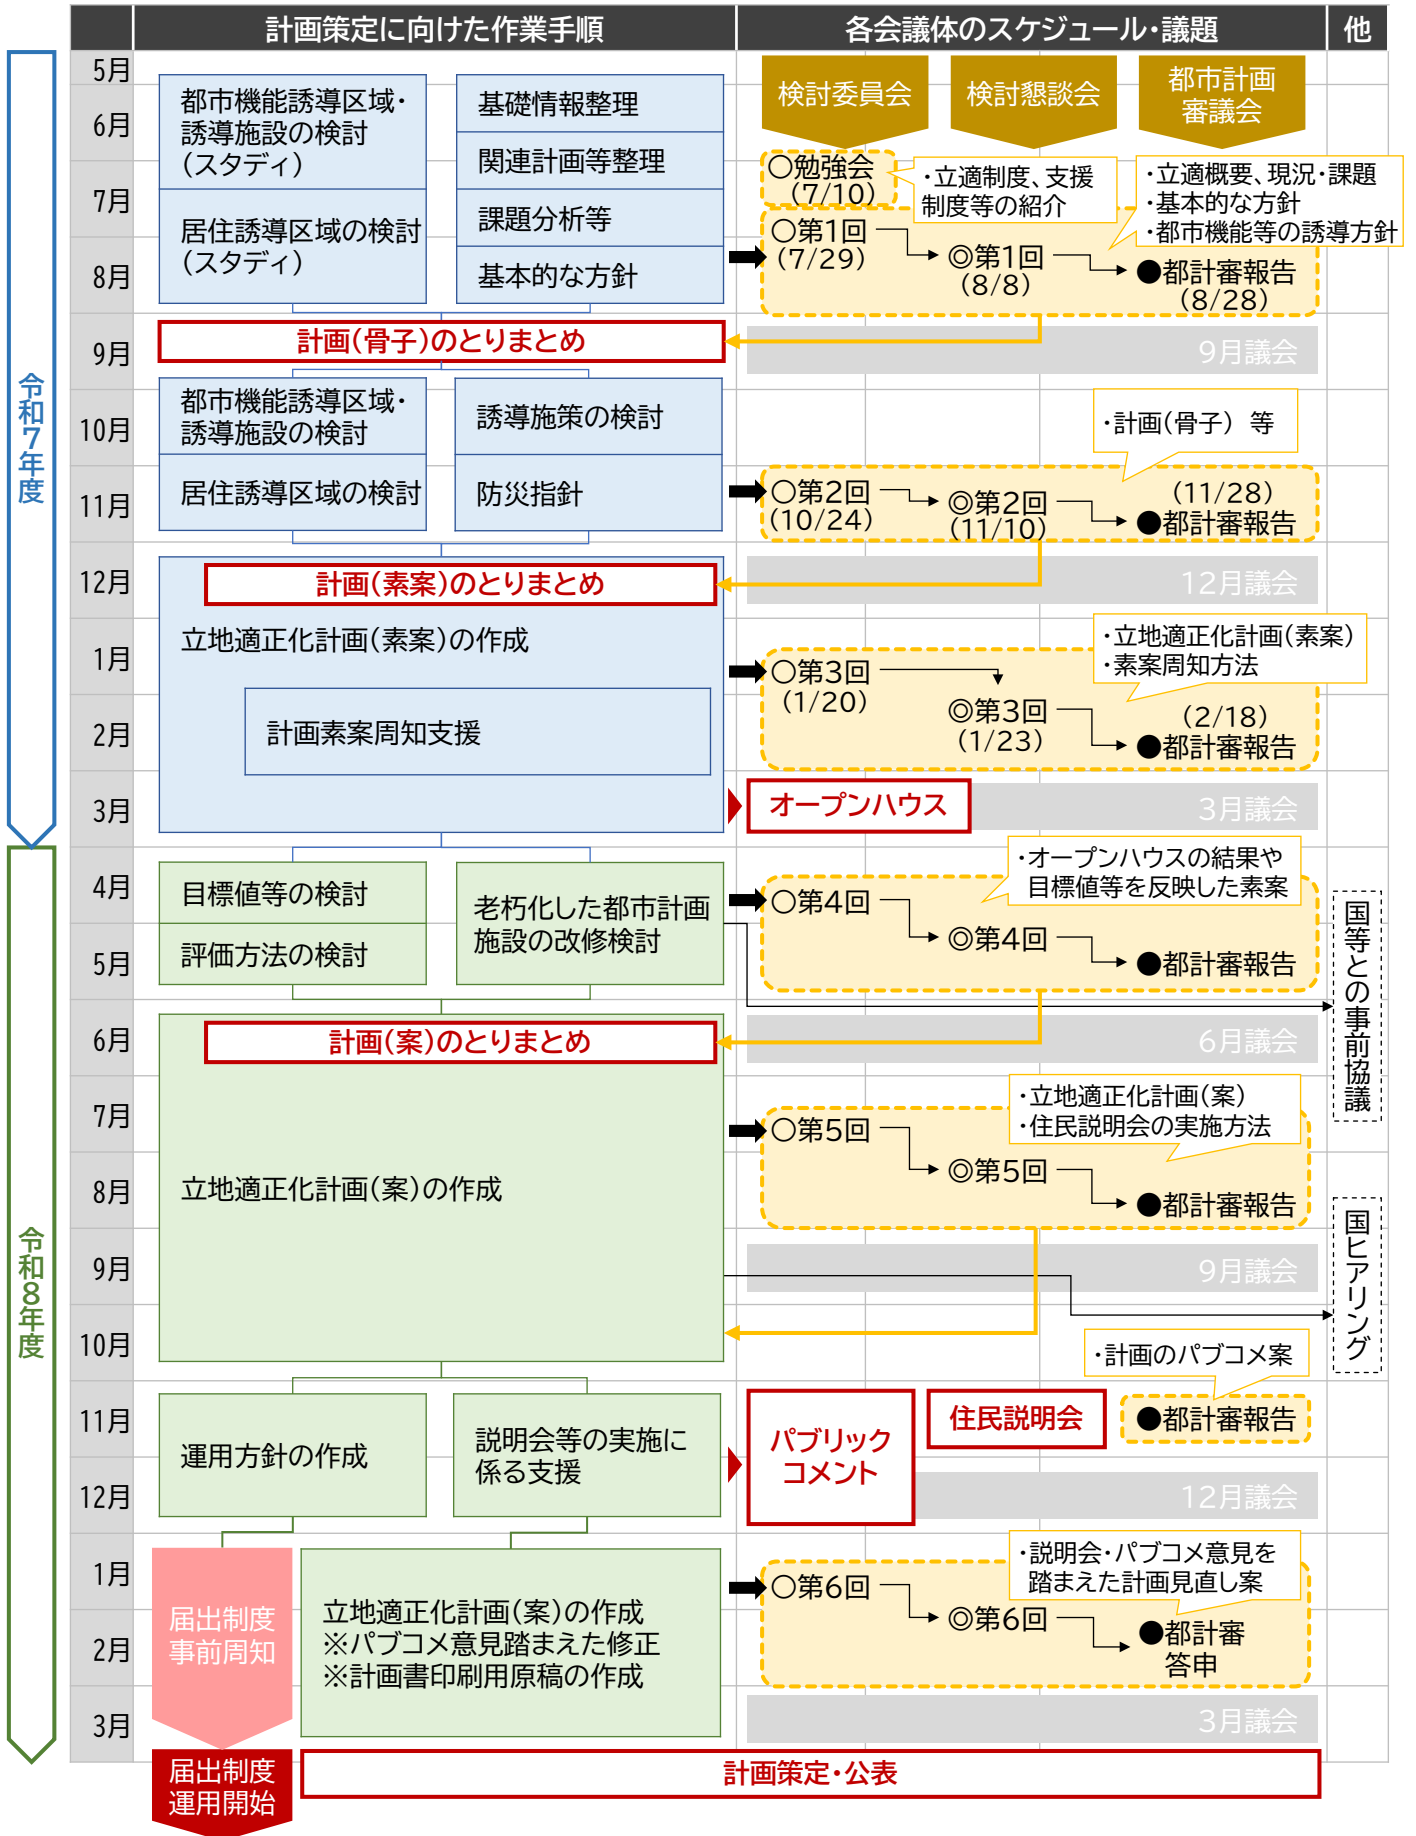 計画策定に向けた作業手順
各会議体のスケジュール・議題
他
令和7年度
令和8年度
5月
6月
7月
8月
9月
10月
11月
12月
1月
2月
3月
4月
5月
6月
7月
8月
9月
10月
11月
12月
1月
2月
3月
都市機能誘導区域・
誘導施設の検討
(スタディ)
居住誘導区域の検討
(スタディ)
基礎情報整理
関連計画等整理
課題分析等
基本的な方針
検討委員会
検討懇談会
都市計画
審議会
○勉強会
(7/10)
・立適制度、支援
制度等の紹介
・立適概要、現況・課題
・基本的な方針
・都市機能等の誘導方針
○第1回
(7/29)
◎第1回
(8/8)
●都計審報告
(8/28)
計画(骨子)のとりまとめ
9月議会
都市機能誘導区域・
誘導施設の検討
居住誘導区域の検討
誘導施策の検討
防災指針
・計画(骨子) 等
○第2回
(10/24)
◎第2回
(11/10)
(11/28)
●都計審報告
計画(素案)のとりまとめ
12月議会
立地適正化計画(素案)の作成
計画素案周知支援
・立地適正化計画(素案)
・素案周知方法
○第3回
(1/20)
◎第3回
(1/23)
(2/18)
●都計審報告
オープンハウス
3月議会
目標値等の検討
評価方法の検討
老朽化した都市計画
施設の改修検討
・オープンハウスの結果や
目標値等を反映した素案
○第4回
◎第4回
●都計審報告
国等との事前協議
計画(案)のとりまとめ
6月議会
立地適正化計画(案)の作成
・立地適正化計画(案)
・住民説明会の実施方法
○第5回
◎第5回
●都計審報告
9月議会
国ヒアリング
・計画のパブコメ案
運用方針の作成
説明会等の実施に
係る支援
パブリック
コメント
住民説明会
●都計審報告
12月議会
届出制度
事前周知
立地適正化計画(案)の作成
※パブコメ意見踏まえた修正
※計画書印刷用原稿の作成
・説明会・パブコメ意見を
踏まえた計画見直し案
○第6回
◎第6回
●都計審
答申
3月議会
届出制度
運用開始
計画策定・公表